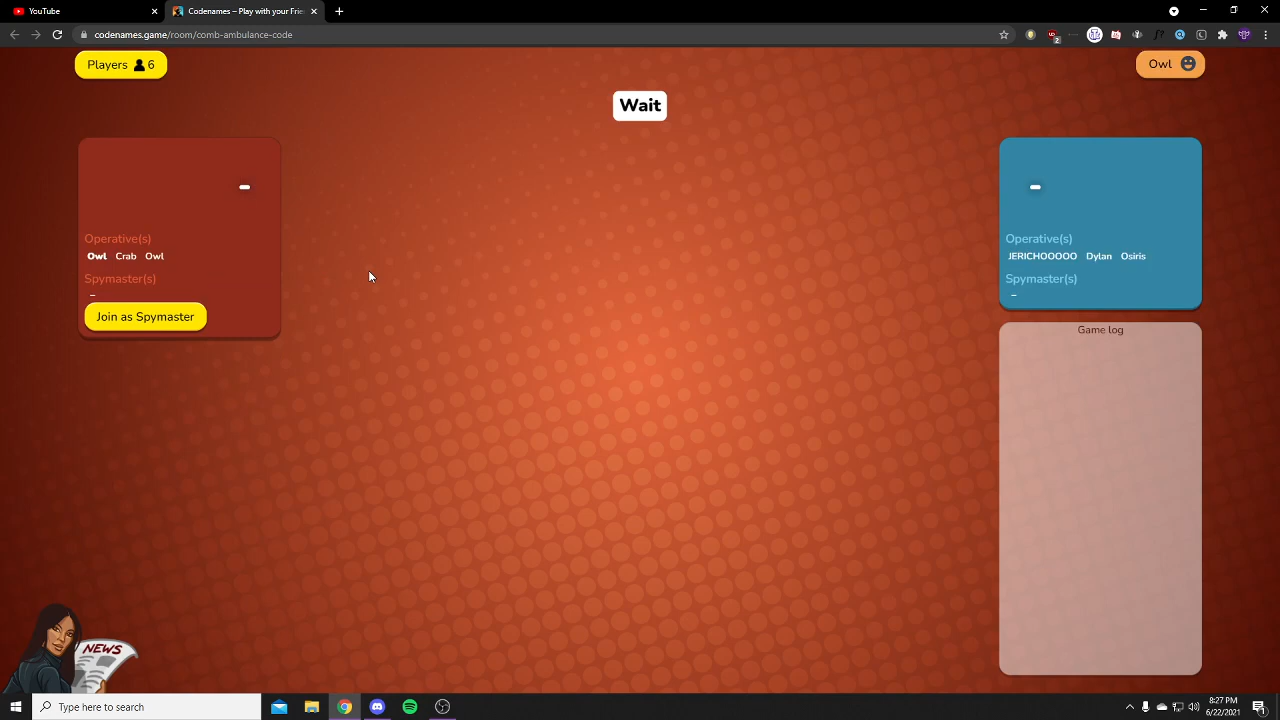 YouTube
Codenames – Play with your Frie
codenames.game/room/comb-ambulance-code
2
Players 6
Owl
Wait
-
Operative(s)
Owl Crab Owl
Spymaster(s)
–
Join as Spymaster
-
Operative(s)
JERICHOOOOO Dylan Osiris
Spymaster(s)
–
Game log
NEWS
Type here to search
8:27 PM
6/22/2021